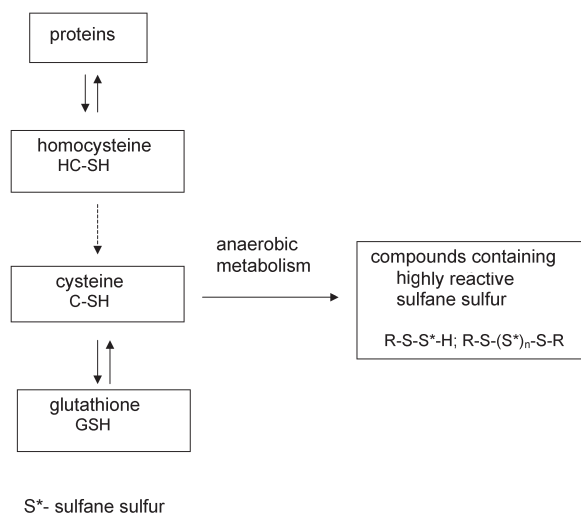 proteins
homocysteine
HC-SH
anaerobic
metabolism
cysteine
C-SH
compounds containing
highly reactive
sulfane sulfur
R-S-S*-H; R-S-(S*)n-S-R
glutathione
GSH
S*- sulfane sulfur